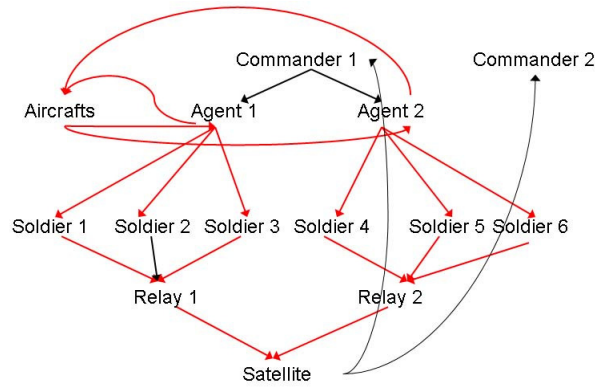 Commander 1
Commander 2
Aircrafts
Agent 1
Agent 2
Soldier 1
Soldier 2
Soldier 3
Soldier 4
Soldier 5
Soldier 6
Relay 1
Relay 2
Satellite